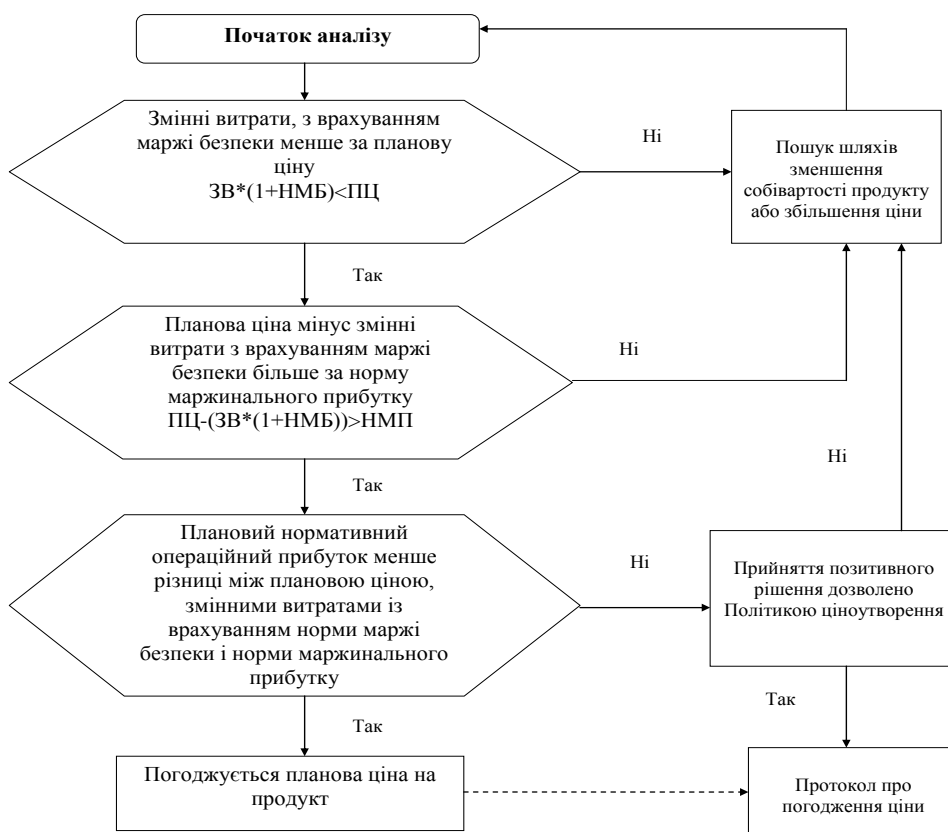 Початок аналізу
Змінні витрати, з врахуванням
маржі безпеки менше за планову
ціну
ЗВ*(1+НМБ)<ПЦ
Ні
Пошук шляхів
зменшення
собівартості продукту
або збільшення ціни
Так
Планова ціна мінус змінні
витрати з врахуванням маржі
безпеки більше за норму
маржинального прибутку
ПЦ-(ЗВ*(1+НМБ))>НМП
Ні
Ні
Так
Плановий нормативний
операційний прибуток менше
різниці між плановою ціною,
змінними витратами із
врахуванням норми маржі
безпеки і норми маржинального
прибутку
Ні
Прийняття позитивного
рішення дозволено
Політикою ціноутворення
Так
Так
Погоджується планова ціна на
продукт
Протокол про
погодження ціни